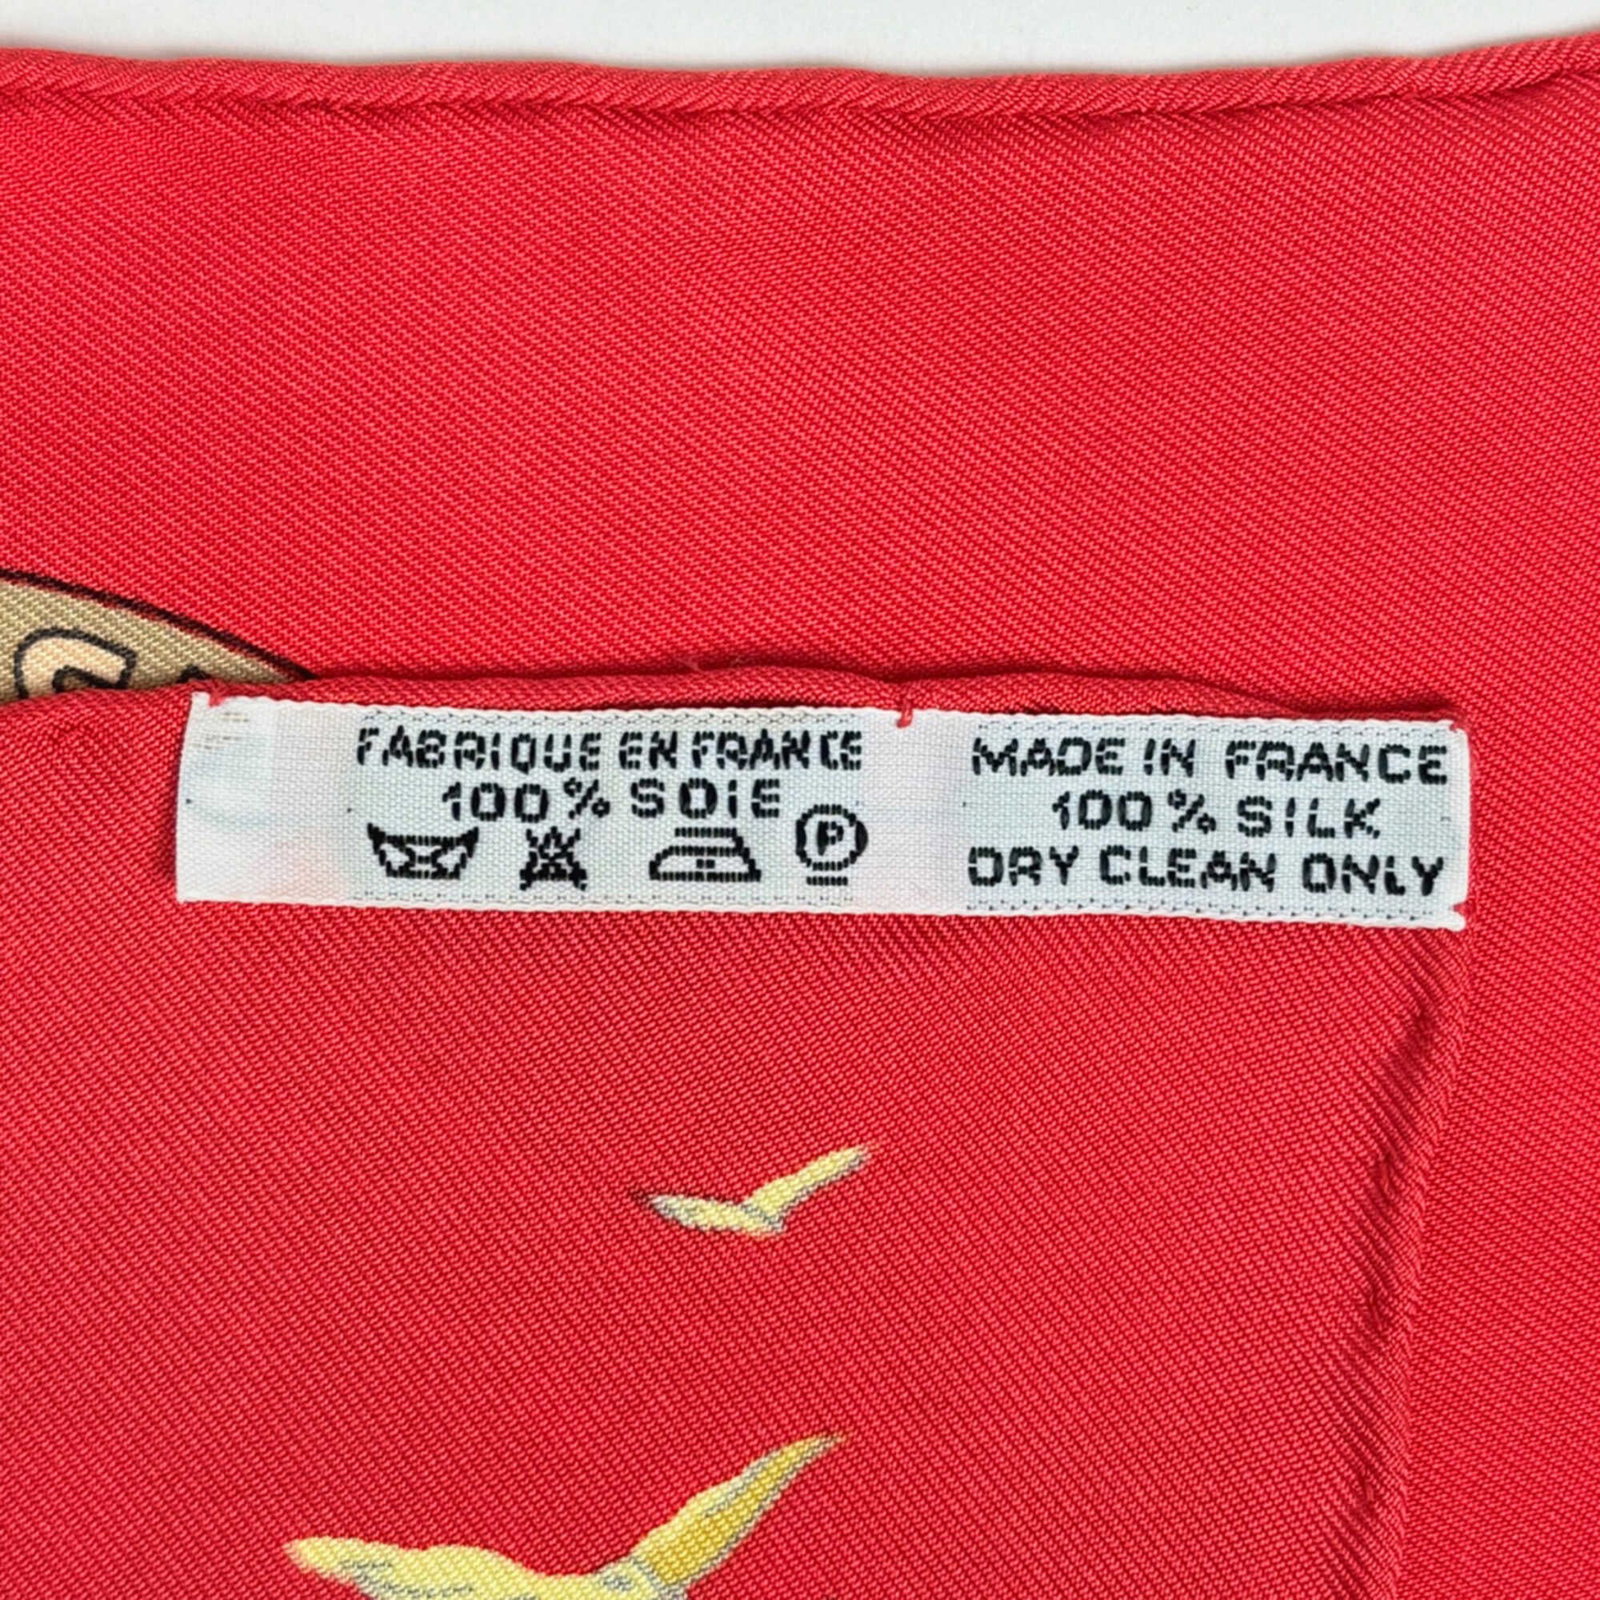 FABRIQUE EN FRANCE
100% SOIE
P
MADE IN FRANCE
100% SILK
DRY CLEAN ONLY